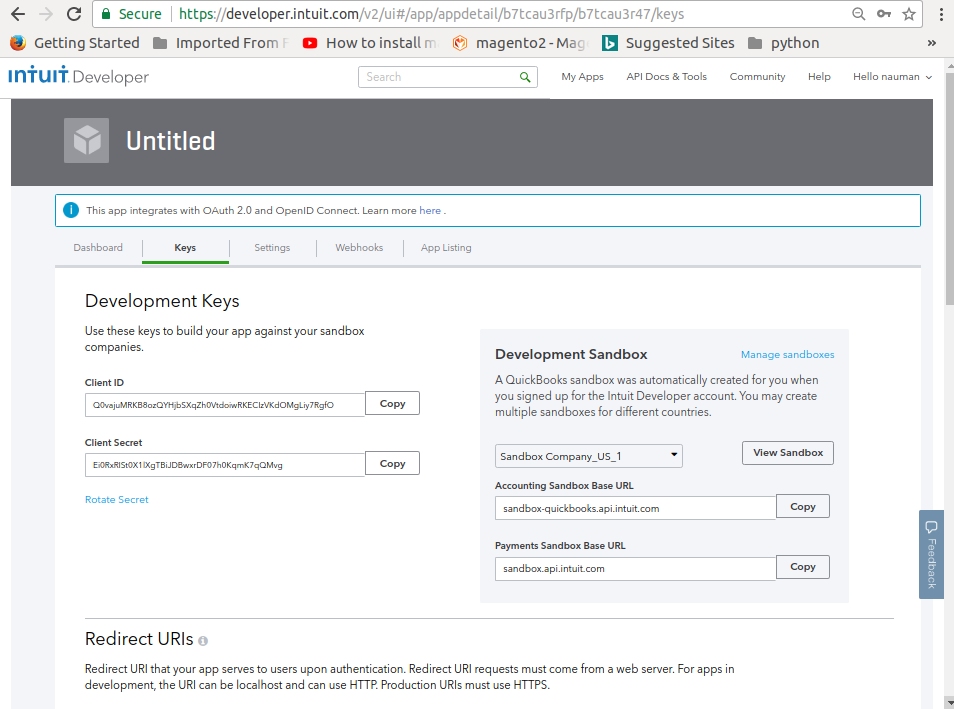 Secure https://developer.intuit.com/v2/ui#/app/appdetail/b7tcau3rfp/b7tcau3r47/keys
Getting Started Imported From How to install magento2 - Mag Suggested Sites python »
intuit Developer Search My Apps API Docs & Tools Community Help Hello nauman
Untitled
i This app integrates with OAuth 2.0 and OpenID Connect. Learn more here .
Dashboard Keys Settings Webhooks App Listing
Development Keys
Use these keys to build your app against your sandbox
companies.
Client ID
Copy
Client Secret
Copy
Rotate Secret
Development Sandbox Manage sandboxes
A QuickBooks sandbox was automatically created for you when
you signed up for the Intuit Developer account. You may create
multiple sandboxes for different countries.
Sandbox Company_US_1 View Sandbox
Accounting Sandbox Base URL
sandbox-quickbooks.api.intuit.com Copy
Payments Sandbox Base URL
sandbox.api.intuit.com Copy
Feedback
Redirect URIs i
Redirect URI that your app serves to users upon authentication. Redirect URI requests must come from a web server. For apps in
development, the URI can be localhost and can use HTTP. Production URIs must use HTTPS.